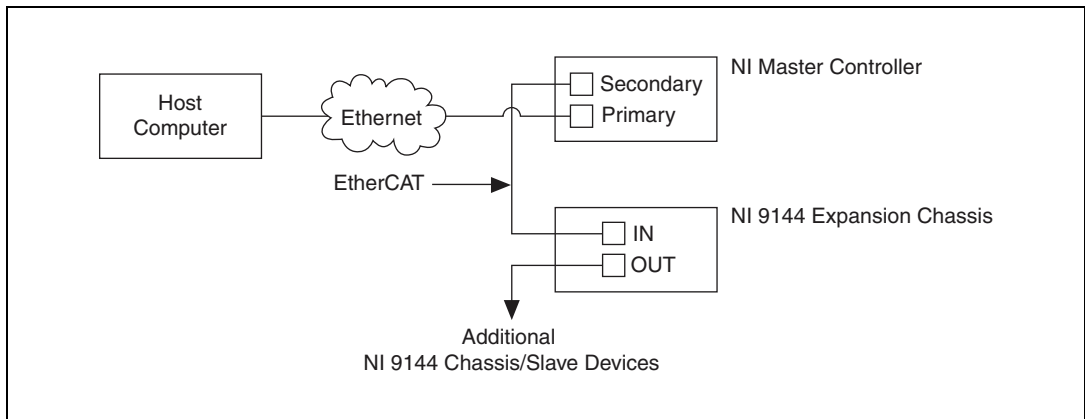 Host
Computer
Ethernet
Secondary
Primary
NI Master Controller
EtherCAT
IN
OUT
NI 9144 Expansion Chassis
Additional
NI 9144 Chassis/Slave Devices